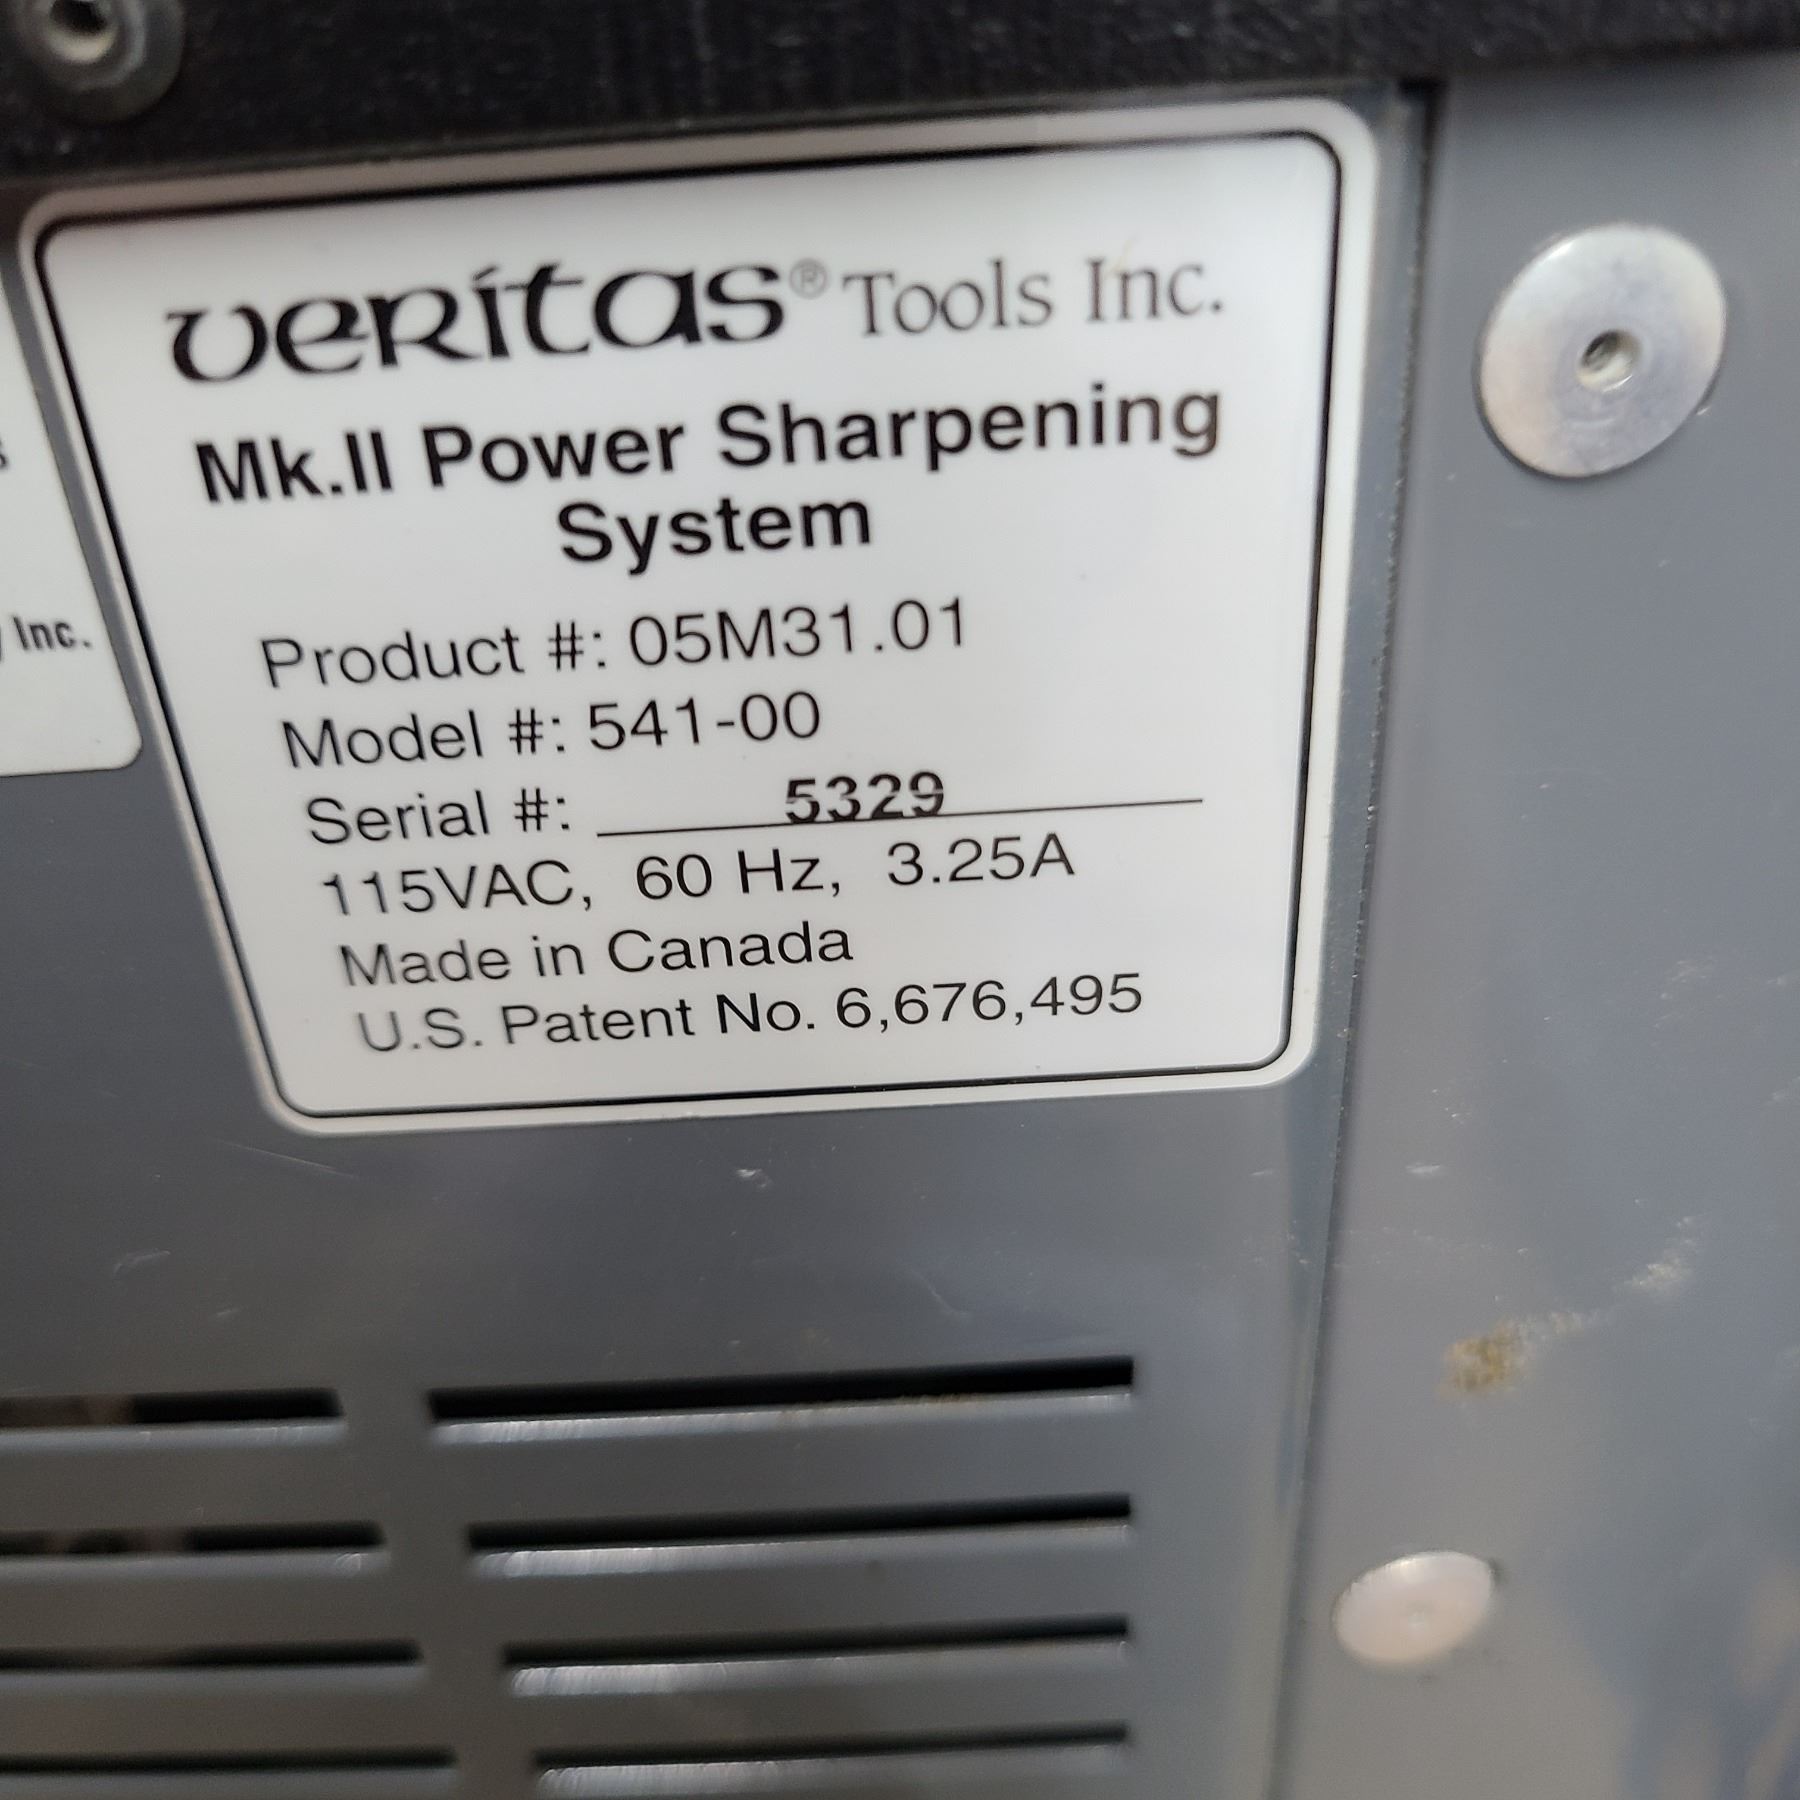 veritas® Tools Inc.
Mk.II Power Sharpening
System
Product #: 05M31.01
Model #: 541-00
Serial #: 5329
115VAC, 60 Hz, 3.25A
Made in Canada
U.S. Patent No. 6,676,495
Inc.